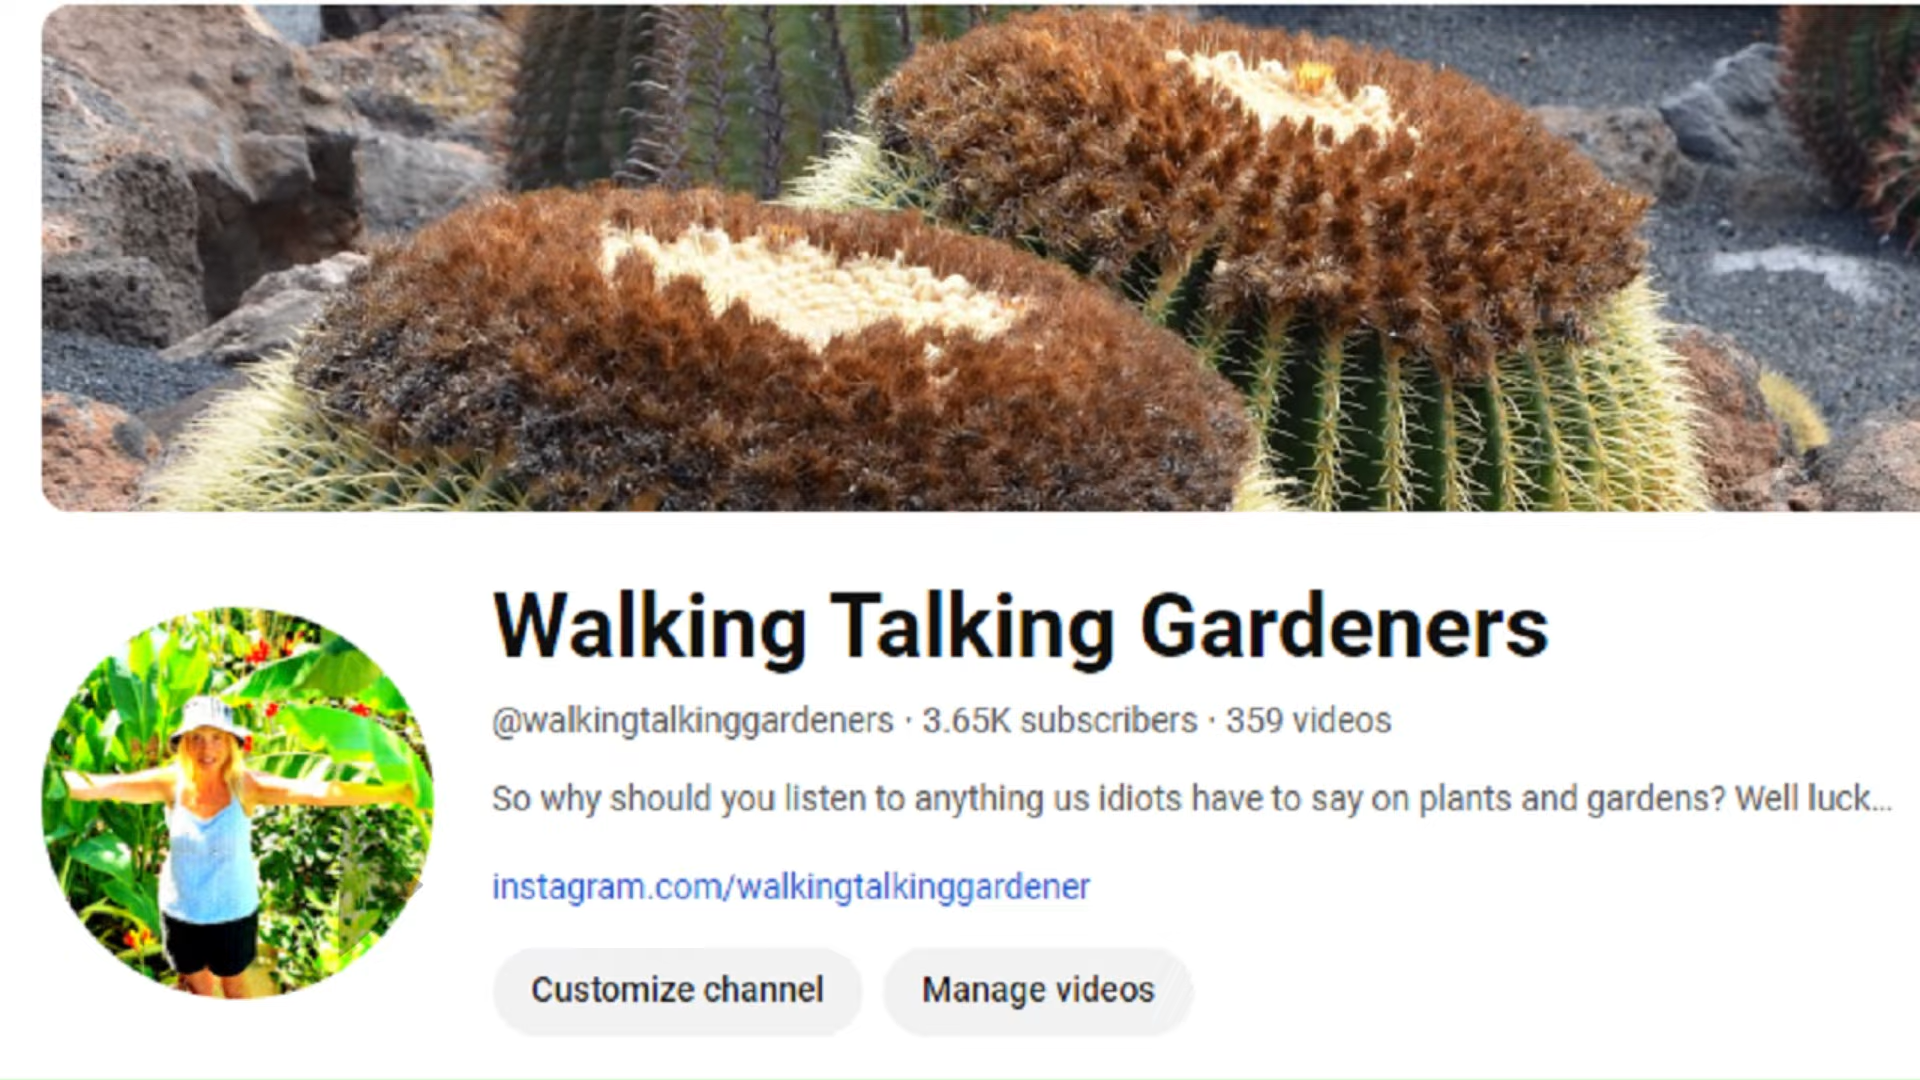 Walking Talking Gardeners
@walkingtalkinggardeners · 3.65K subscribers · 359 videos
So why should you listen to anything us idiots have to say on plants and gardens? Well luck...
instagram.com/walkingtalkinggardener
Customize channel
Manage videos